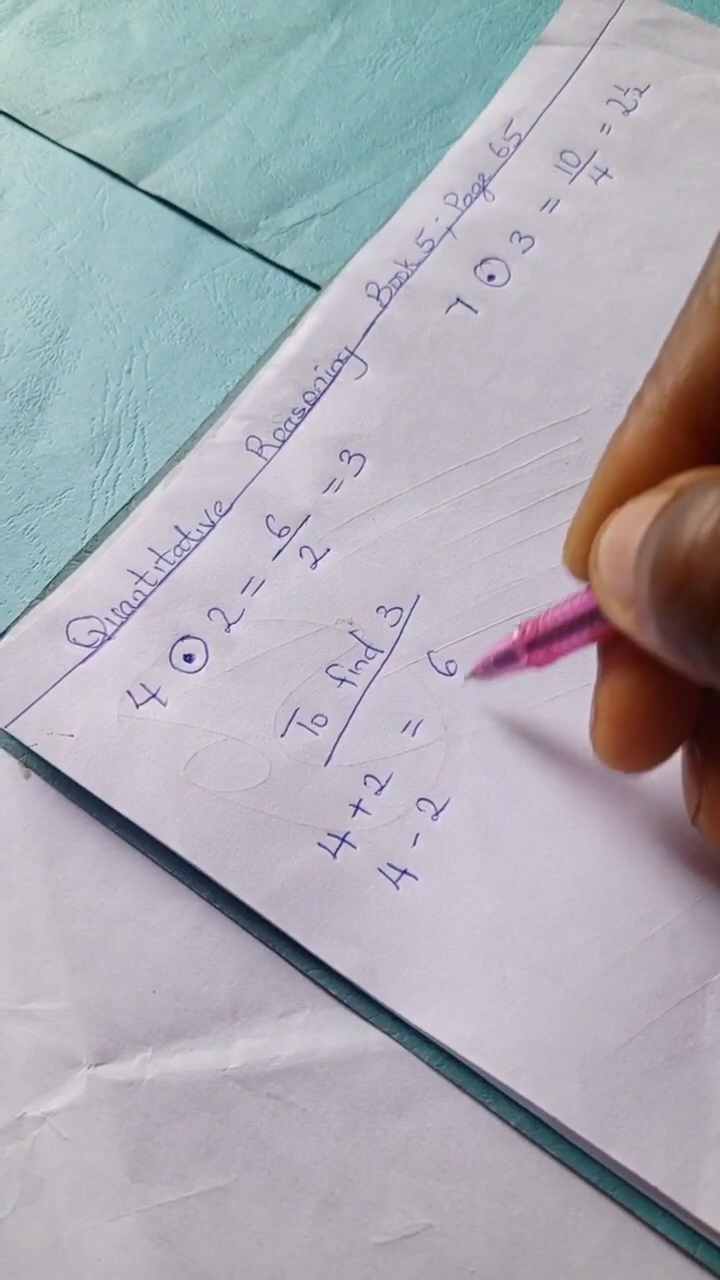 Quantitative Reasoning - Book 5; Page 65
4 ⊙ 2 = 6/2 = 3
7 ⊙ 3 = 10/4 = 2½
To find 3
4 + 2 = 6
4 - 2